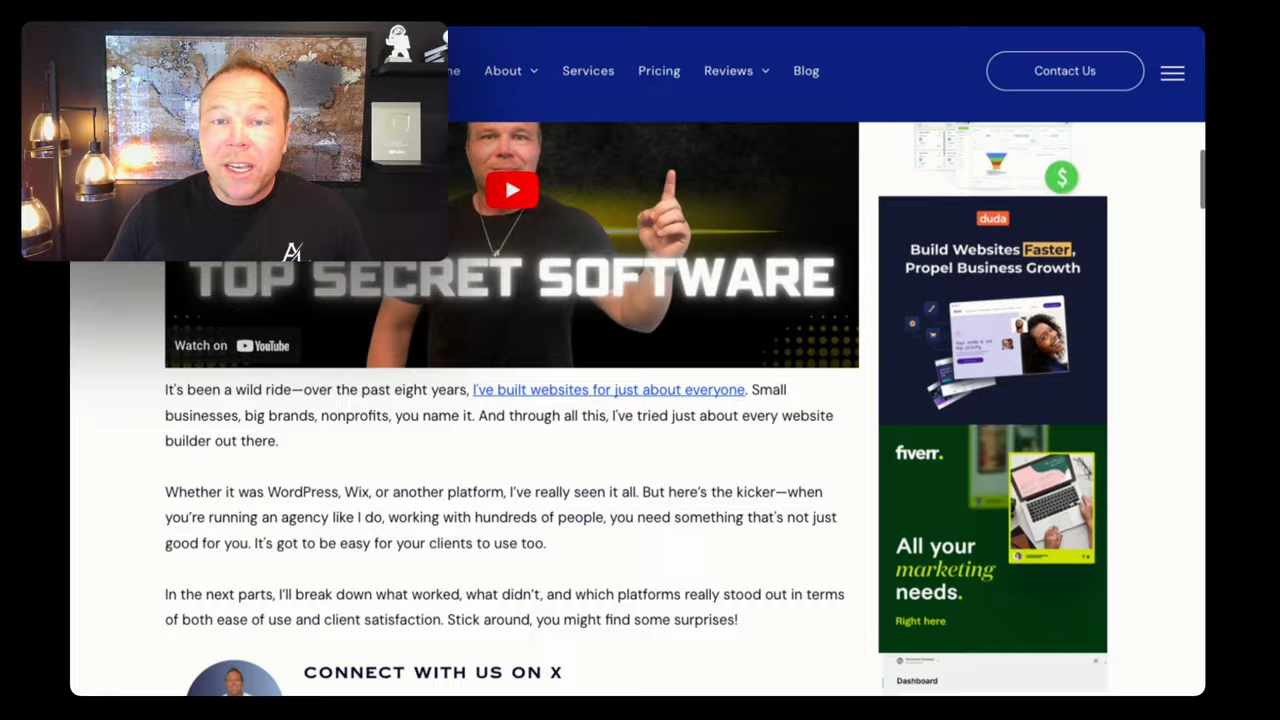 About
Services
Pricing
Reviews
Blog
Contact Us
TOP SECRET SOFTWARE
Watch on YouTube
It's been a wild ride—over the past eight years, I've built websites for just about everyone. Small
businesses, big brands, nonprofits, you name it. And through all this, I've tried just about every website
builder out there.
Whether it was WordPress, Wix, or another platform, I've really seen it all. But here's the kicker—when
you're running an agency like I do, working with hundreds of people, you need something that's not just
good for you. It's got to be easy for your clients to use too.
In the next parts, I'll break down what worked, what didn't, and which platforms really stood out in terms
of both ease of use and client satisfaction. Stick around, you might find some surprises!
CONNECT WITH US ON X
$
duda
Build Websites Faster,
Propel Business Growth
fiverr.
All your
marketing
needs.
Right here
Dashboard